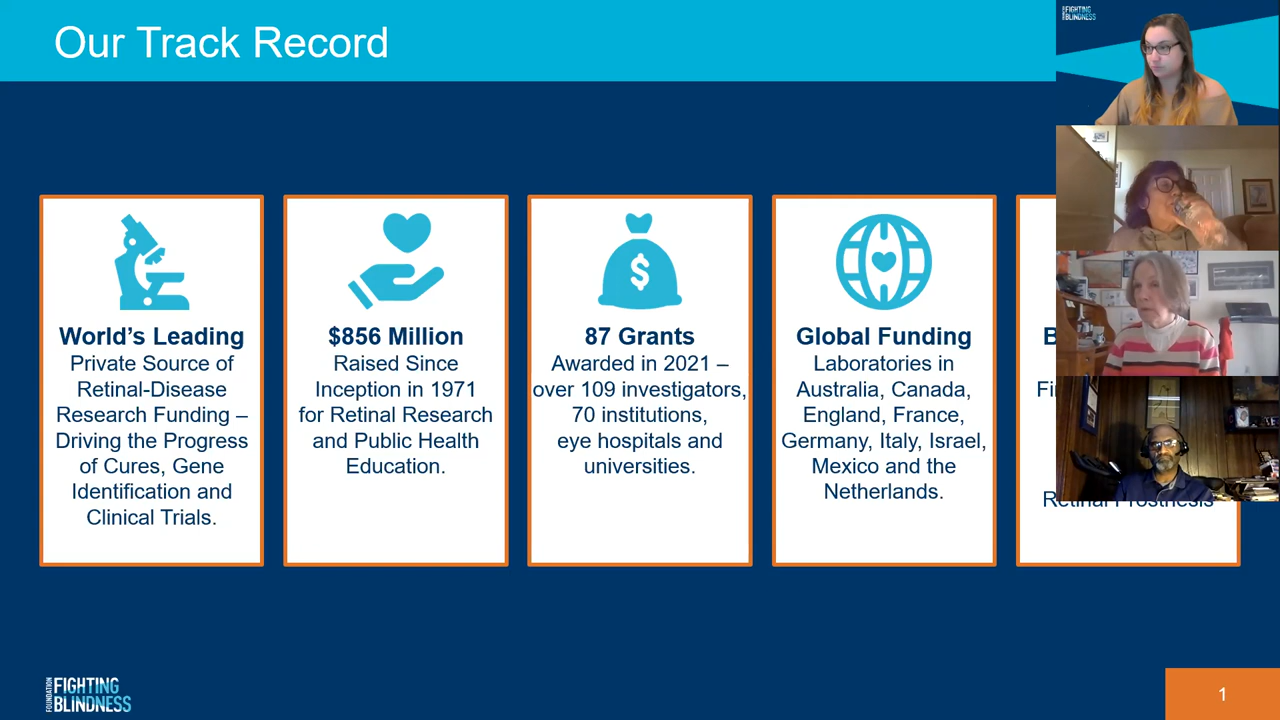 Our Track Record
World's Leading
Private Source of
Retinal-Disease
Research Funding –
Driving the Progress
of Cures, Gene
Identification and
Clinical Trials.
$856 Million
Raised Since
Inception in 1971
for Retinal Research
and Public Health
Education.
$
87 Grants
Awarded in 2021 –
over 109 investigators,
70 institutions,
eye hospitals and
universities.
Global Funding
Laboratories in
Australia, Canada,
England, France,
Germany, Italy, Israel,
Mexico and the
Netherlands.
Retinal Prosthesis
FOUNDATION
FIGHTING
BLINDNESS
1
FIGHTING
BLINDNESS